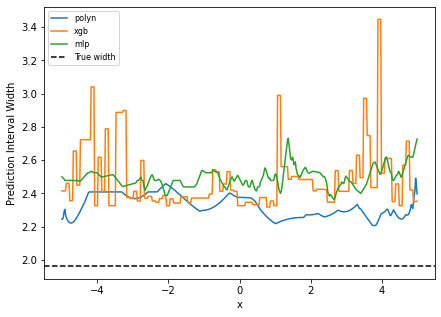 polyn
xgb
mlp
True width
Prediction Interval Width
3.4
3.2
3.0
2.8
2.6
2.4
2.2
2.0
−4
−2
0
2
4
x